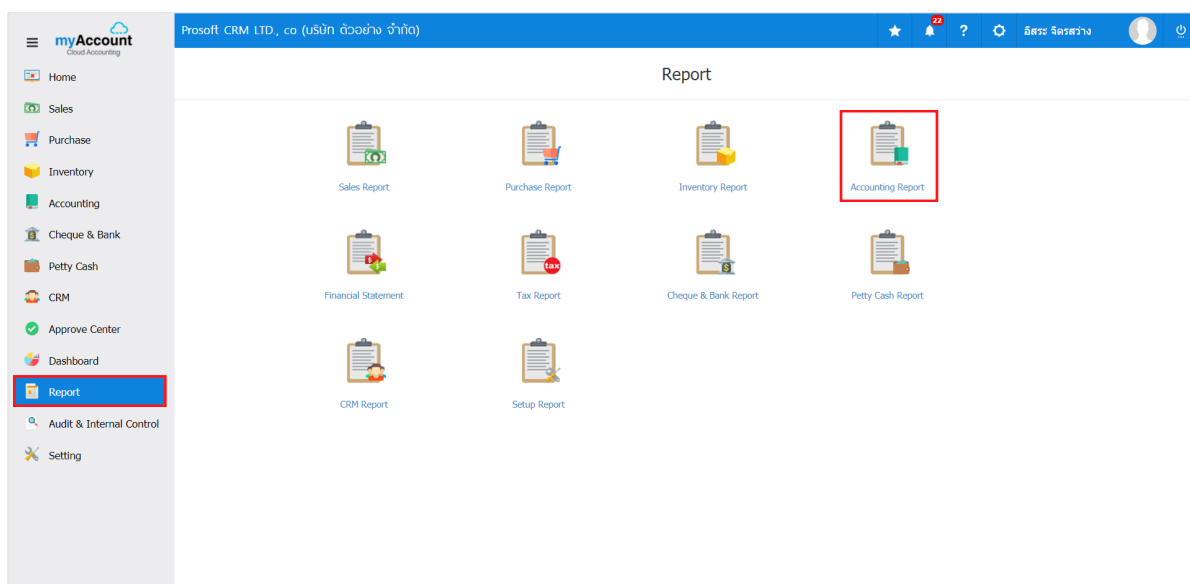 myAccount
Cloud Accounting
Prosoft CRM LTD., co (บริษัท ตัวอย่าง จำกัด)
22
?
อิสระ จิตรสว่าง
Home
Sales
Purchase
Inventory
Accounting
Cheque & Bank
Petty Cash
CRM
Approve Center
Dashboard
Report
Audit & Internal Control
Setting
Report
Sales Report
Purchase Report
Inventory Report
Accounting Report
Financial Statement
tax
Tax Report
Cheque & Bank Report
Petty Cash Report
CRM Report
Setup Report